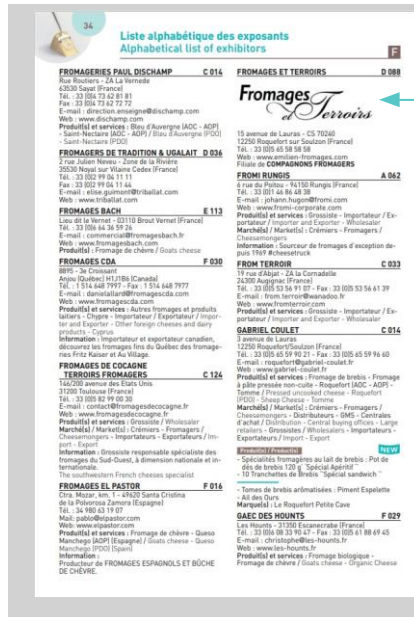 34
Liste alphabétique des exposants
Alphabetical list of exhibitors
F
FROMAGERIES PAUL DISCHAMP C 014
Rue Routiers - ZA La Vernede
63530 Sayat (France)
Tél. : 33 (0)4 73 62 81 81
Fax : 33 (0)4 73 62 72 72
E-mail : direction.enseigne@dischamp.com
Web : www.dischamp.com
Produit(s) et services : Bleu d'Auvergne (AOC - AOP)
- Saint-Nectaire (AOC - AOP) / Bleu d'Auvergne (PDO)
- Saint-Nectaire (PDO)
FROMAGERS DE TRADITION & UGALAIT D 036
2 rue Julien Neveu - Zone de la Rivière
35530 Noyal sur Vilaine Cedex (France)
Tél. : 33 (0)2 99 04 11 11
Fax : 33 (0)2 99 04 11 44
E-mail : elise.guimont@triballat.com
Web : www.triballat.com
FROMAGES BACH E 113
Lieu dit le Vernet - 03110 Brout Vernet (France)
Tél. : 33 (0)6 64 36 59 26
E-mail : commercial@fromagesbach.fr
Web : www.fromagesbach.com
Produit(s) : Fromage de chèvre / Goats cheese
FROMAGES CDA F 030
8895 - 3e Croissant
Anjou (Québec) H1J1B6 (Canada)
Tél. : 1 514 648 7997 - Fax : 1 514 648 7977
E-mail : danielallard@fromagescda.com
Web : www.fromagescda.com
Produit(s) et services : Autres fromages et produits
laitiers - Chypre - Importateur / Exportateur / Impor-
ter and Exporter - Other foreign cheeses and dairy
products - Cyprus
Information : Importateur et exportateur canadien,
découvrez les fromages fins du Québec des fromage-
ries Fritz Kaiser et Au Village.
FROMAGES DE COCAGNE
TERROIRS FROMAGERS C 124
146/200 avenue des Etats Unis
31200 Toulouse (France)
Tél. : 33 (0)5 82 99 00 30
E-mail : contact@fromagesdecocagne.fr
Web : www.fromagesdecocagne.fr
Produit(s) et services : Grossiste / Wholesaler
Marché(s) / Market(s) : Crémiers - Fromagers /
Cheesemongers - Importateurs - Exportateurs / Im-
port - Export
Information : Grossiste responsable spécialiste des
fromages du Sud-Ouest, à dimension nationale et in-
ternationale.
The southwestern French cheeses specialist
FROMAGES EL PASTOR F 016
Ctra. Mozar, km. 1 - 49620 Santa Cristina
de la Polvorosa Zamora (Espagne)
Tél. : 34 980 63 19 07
Mail: pablo@elpastor.com
Web: www.elpastor.com
Produit(s) et services : Fromage de chèvre - Queso
Manchego (AOP) (Espagne) / Goats cheese - Queso
Manchego (PDO) (Spain)
Information :
Producteur de FROMAGES ESPAGNOLS ET BÛCHE
DE CHÈVRE.
FROMAGES ET TERROIRS D 088
Fromages
et Terroirs
15 avenue de Lauras - CS 70240
12250 Roquefort sur Soulzon (France)
Tél. : 33 (0)5 65 58 58 58
Web : www.emilien-fromages.com
Filiale de COMPAGNONS FROMAGERS
FROMI RUNGIS A 062
6 rue du Poitou - 94150 Rungis (France)
Tél. : 33 (0)1 46 86 48 38
E-mail : johann.hugon@fromi.com
Web : www.fromi-corporate.com
Produit(s) et services : Grossiste - Importateur / Ex-
portateur / Importer and Exporter - Wholesaler
Marché(s) / Market(s) : Crémiers - Fromagers /
Cheesemongers
Information : Sourceur de fromages d'exception de-
puis 1969 #cheesetruck
FROM TERROIR C 033
19 rue d'Abjat - ZA la Cornadelle
24300 Augignac (France)
Tél. : 33 (0)5 53 56 91 07 - Fax : 33 (0)5 53 56 61 39
E-mail : from.terroir@wanadoo.fr
Web : www.fromterroir.com
Produit(s) et services : Grossiste - Importateur / Ex-
portateur / Importer and Exporter - Wholesaler
GABRIEL COULET C 014
3 avenue de Lauras
12250 Roquefort/Soulzon (France)
Tél. : 33 (0)5 65 59 90 21 - Fax : 33 (0)5 65 59 96 60
E-mail : roquefort@gabriel-coulet.fr
Web : www.gabriel-coulet.fr
Produit(s) et services : Fromage de brebis - Fromage
à pâte pressée non-cuite - Roquefort (AOC - AOP) -
Tomme / Pressed uncooked cheese - Roquefort
(PDO) - Sheep Cheese - Tomme
Marché(s) / Market(s) : Crémiers - Fromagers /
Cheesemongers - Distributeurs - GMS - Centrales
d'achat / Distribution - Central buying offices - Large
retailers - Grossistes / Wholesalers - Importateurs -
Exportateurs / Import - Export
Produit(s) / Product(s) NEW
- Spécialités fromagères au lait de brebis : Pot de
dés de brebis 120 g "Spécial Apéritif"
- 10 Tranchettes de Brebis "Spécial sandwich"
- Tomes de brebis arômatisées : Piment Espelette
- Ail des Ours
Marque(s) : Le Roquefort Petite Cave
GAEC DES HOUNTS F 029
Les Hounts - 31350 Escanecrabe (France)
Tél. : 33 (0)6 08 33 90 47 - Fax : 33 (0)5 61 88 69 45
E-mail : christophe@les-hounts.fr
Web : www.les-hounts.fr
Produit(s) et services : Fromage biologique -
Fromage de chèvre / Goats cheese - Organic Cheese